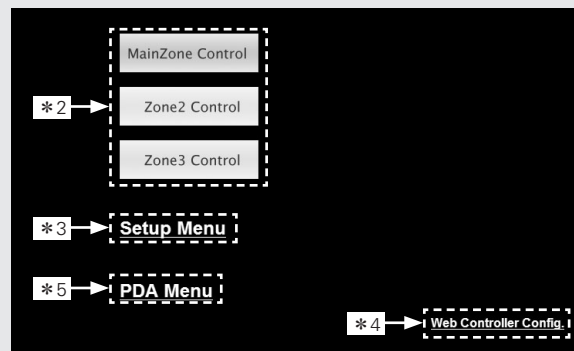 MainZone Control
✻2
Zone2 Control
Zone3 Control
✻3
Setup Menu
✻5
PDA Menu
✻4
Web Controller Config.